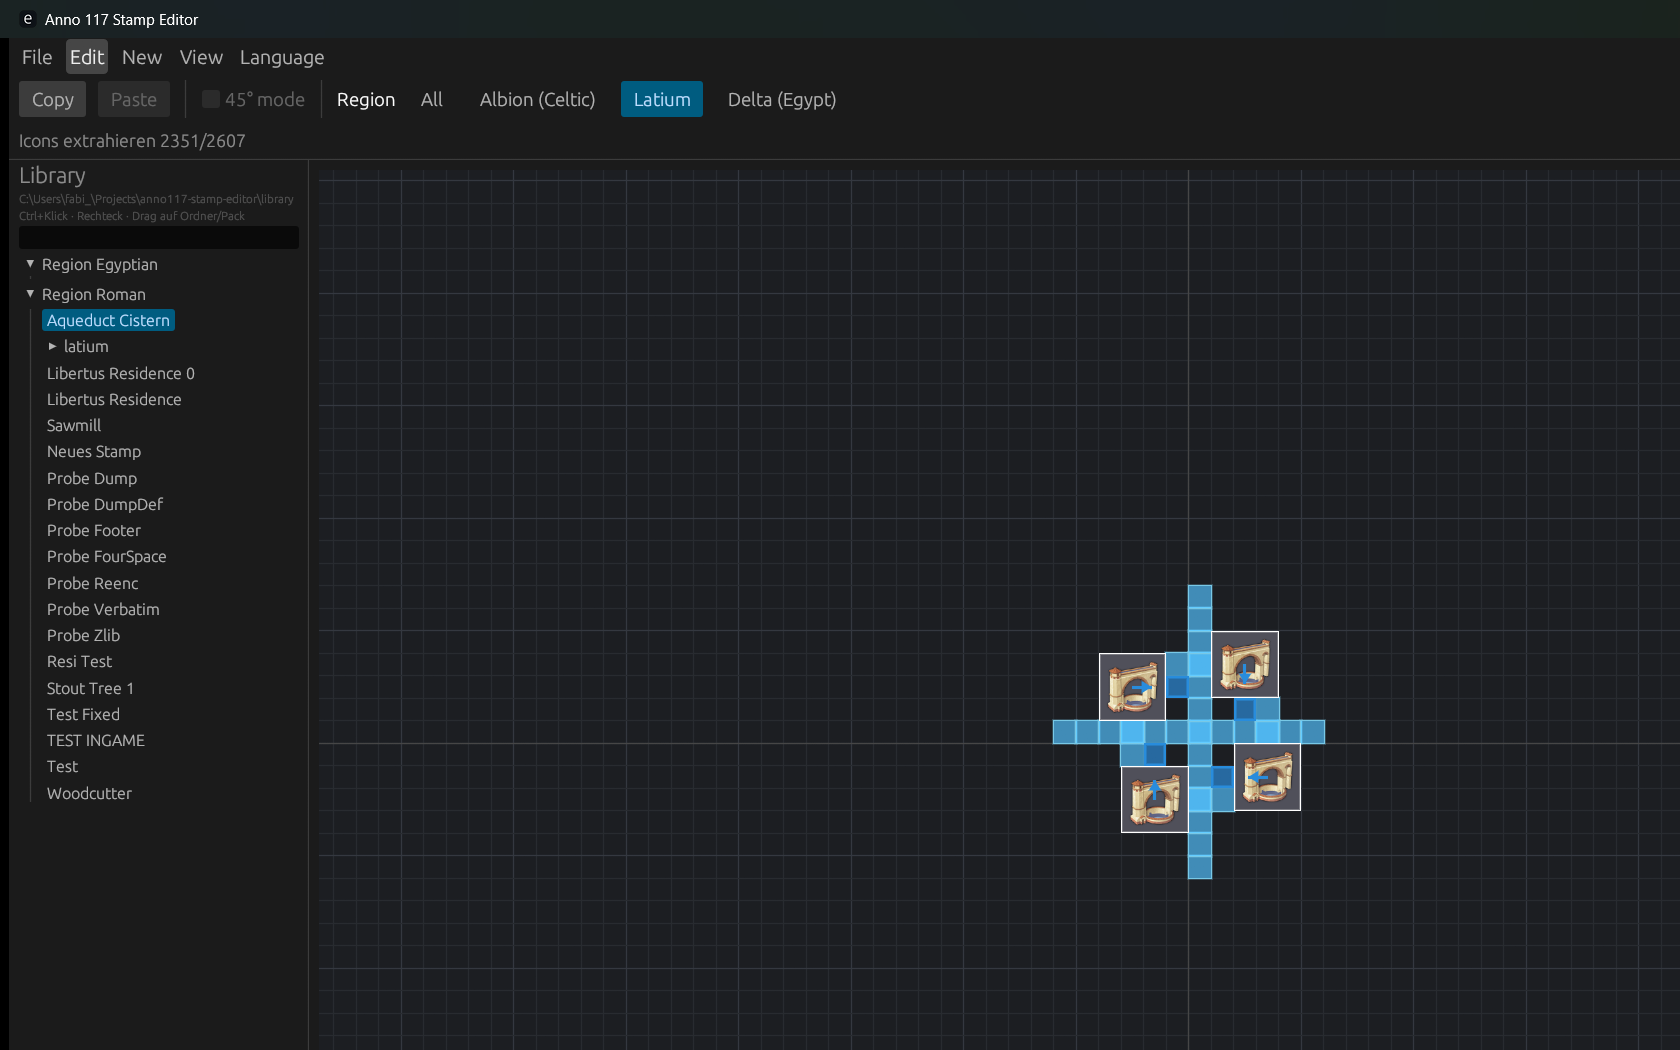 e Anno 117 Stamp Editor
File Edit New View Language
Copy Paste 45° mode Region All Albion (Celtic) Latium Delta (Egypt)
Icons extrahieren 2351/2607
Library
C:\Users\fabi_\Projects\anno117-stamp-editor\library
Ctrl+Klick · Rechteck · Drag auf Ordner/Pack
Region Egyptian
Region Roman
Aqueduct Cistern
latium
Libertus Residence 0
Libertus Residence
Sawmill
Neues Stamp
Probe Dump
Probe DumpDef
Probe Footer
Probe FourSpace
Probe Reenc
Probe Verbatim
Probe Zlib
Resi Test
Stout Tree 1
Test Fixed
TEST INGAME
Test
Woodcutter